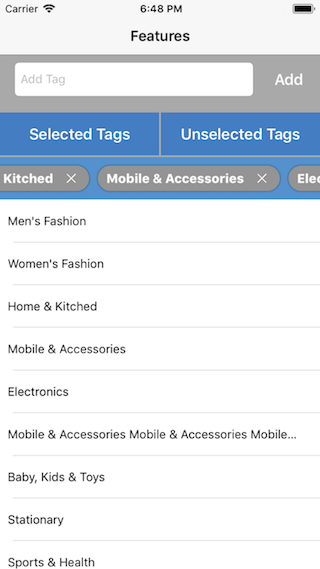 Carrier 6:48 PM
Features
Add Tag Add
Selected Tags Unselected Tags
Kitched Mobile & Accessories Elec
Men's Fashion
Women's Fashion
Home & Kitched
Mobile & Accessories
Electronics
Mobile & Accessories Mobile & Accessories Mobile...
Baby, Kids & Toys
Stationary
Sports & Health